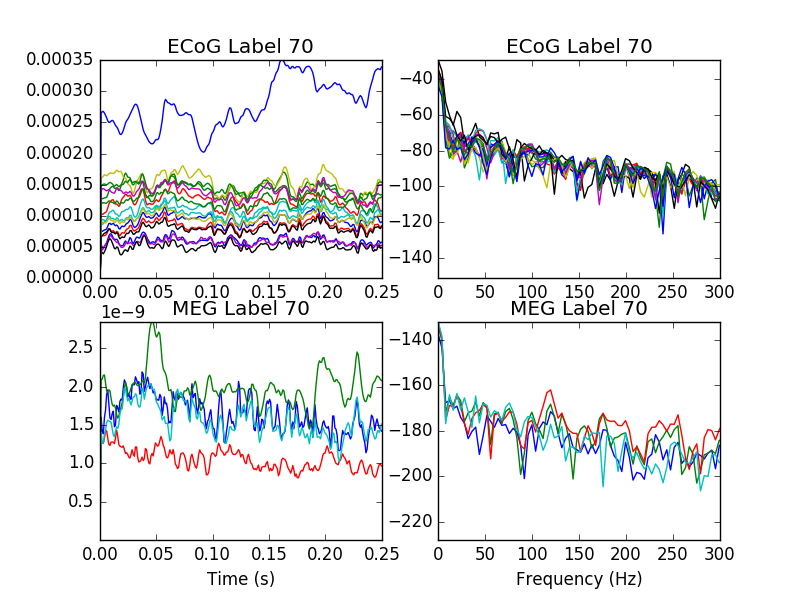 ECoG Label 70
0.00035
0.00030
0.00025
0.00020
0.00015
0.00010
0.00005
0.00000
0.00 0.05 0.10 0.15 0.20 0.25
ECoG Label 70
−40
−60
−80
−100
−120
−140
0 50 100 150 200 250 300
MEG Label 70
1e−9
2.5
2.0
1.5
1.0
0.5
0.00 0.05 0.10 0.15 0.20 0.25
Time (s)
MEG Label 70
−140
−160
−180
−200
−220
0 50 100 150 200 250 300
Frequency (Hz)